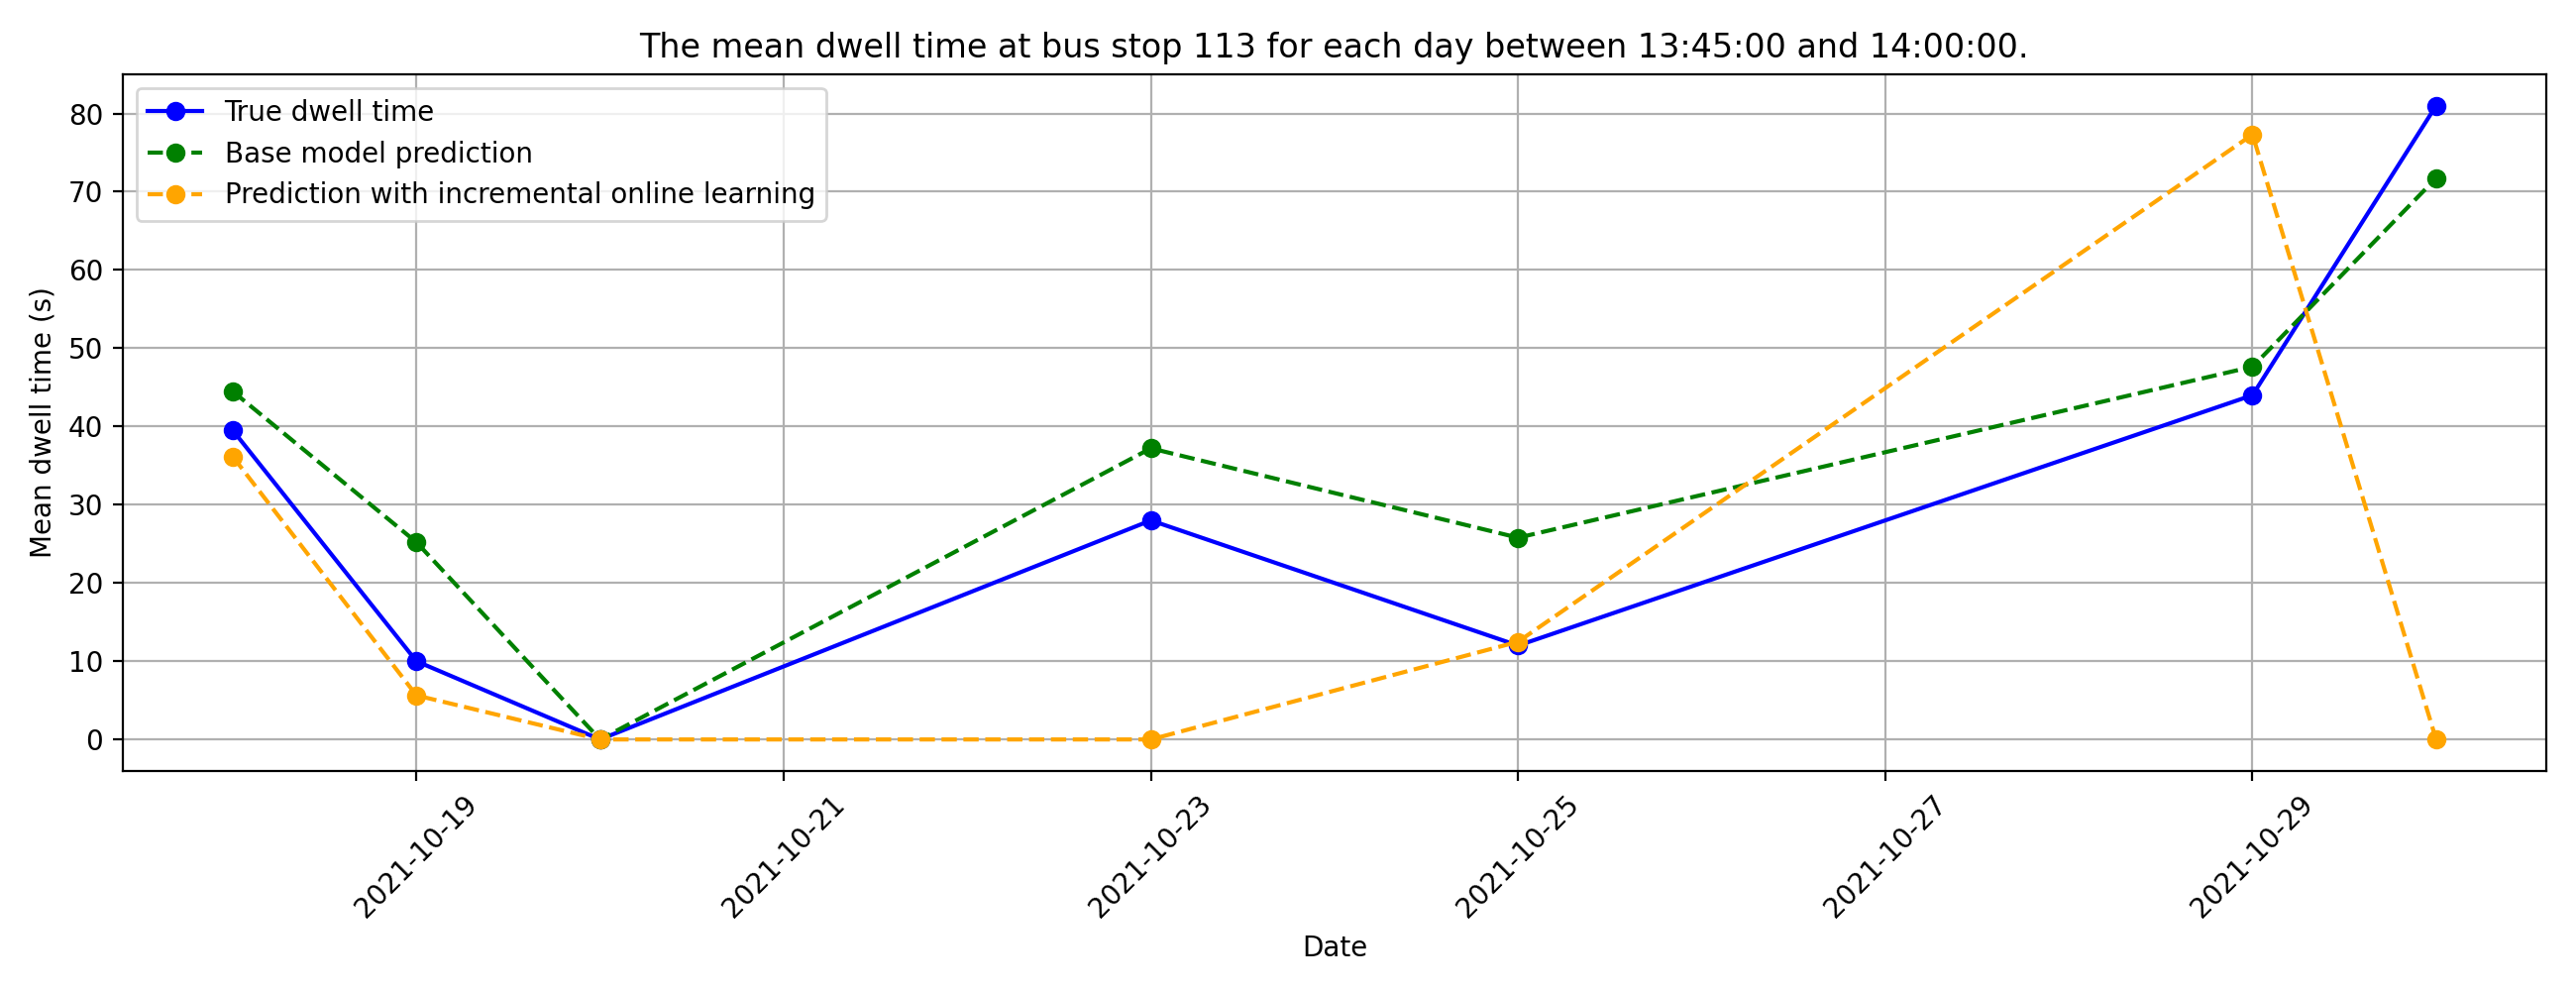 The mean dwell time at bus stop 113 for each day between 13:45:00 and 14:00:00.
True dwell time
Base model prediction
Prediction with incremental online learning
Mean dwell time (s)
80
70
60
50
40
30
20
10
0
2021-10-19
2021-10-21
2021-10-23
2021-10-25
2021-10-27
2021-10-29
Date